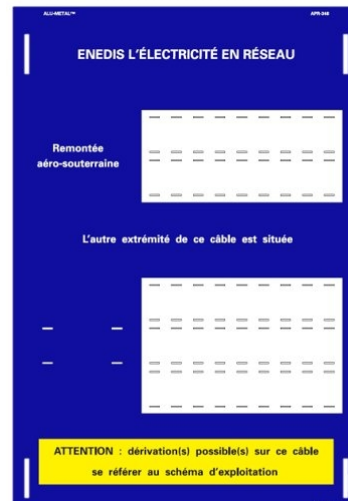 ALU-METAL™ APR-248
ENEDIS L'ÉLECTRICITÉ EN RÉSEAU
Remontée
aéro-souterraine
L'autre extrémité de ce câble est située
ATTENTION : dérivation(s) possible(s) sur ce câble
se référer au schéma d'exploitation